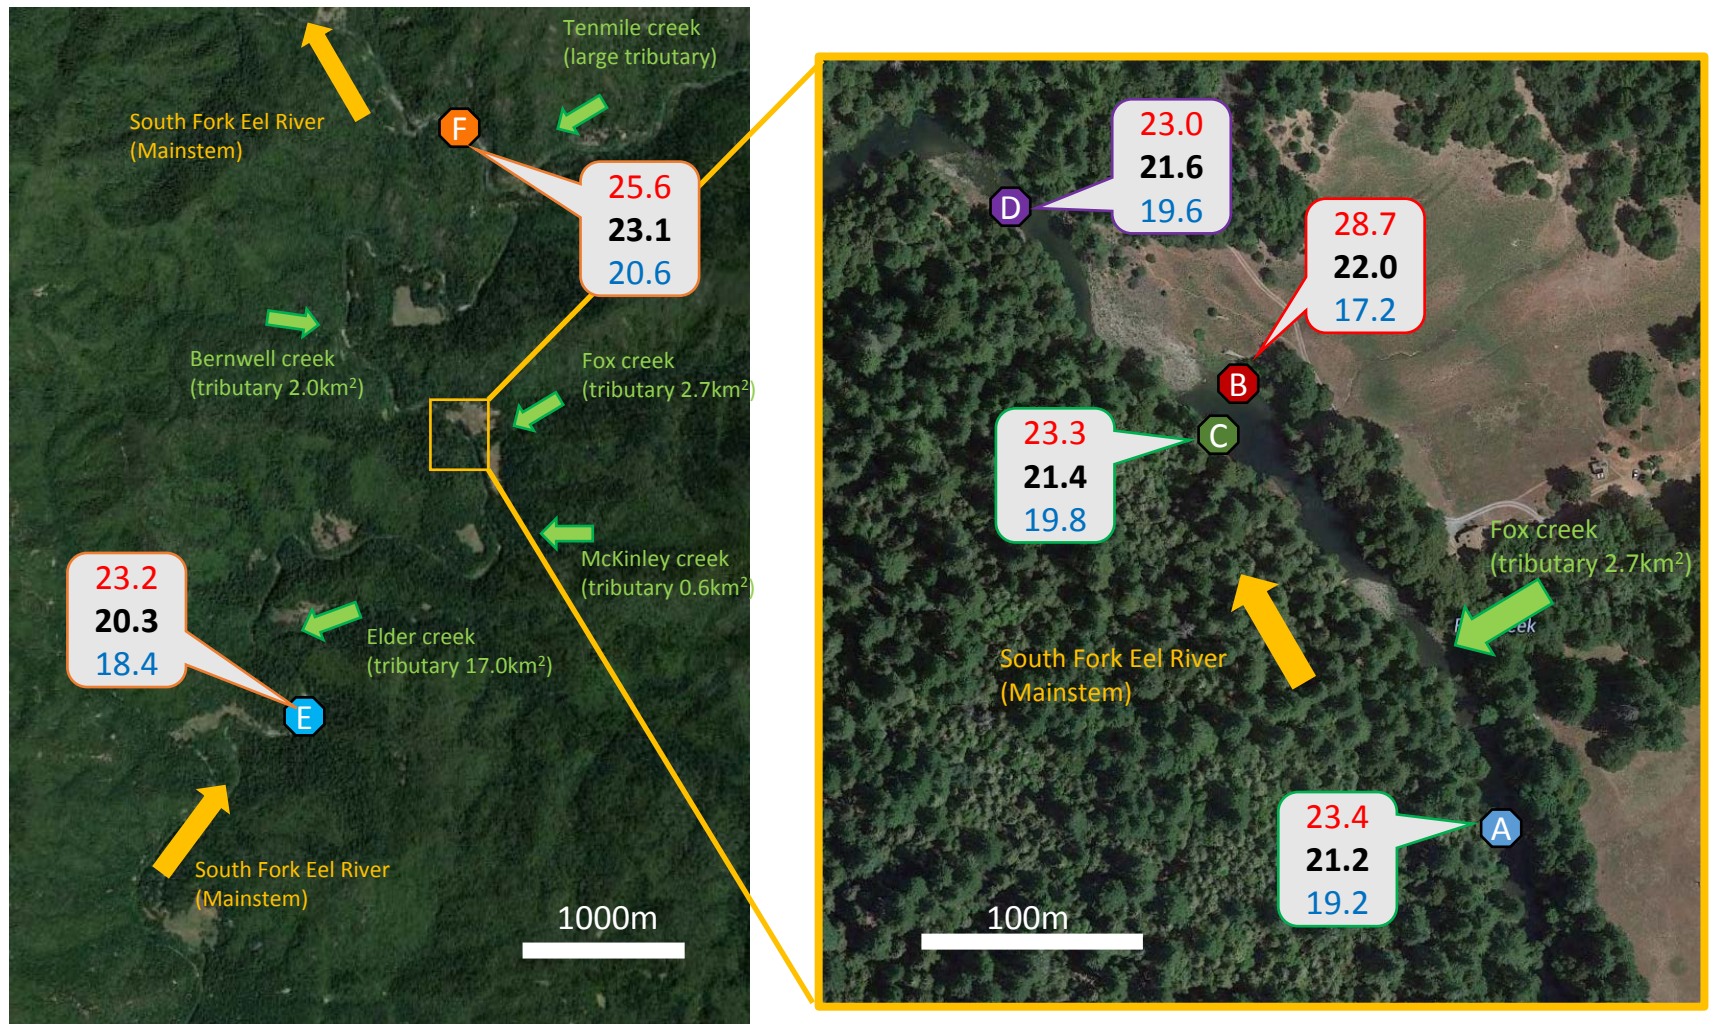 Tenmile creek
(large tributary)
South Fork Eel River
(Mainstem)
F
25.6
23.1
20.6
Bernwell creek
(tributary 2.0km²)
Fox creek
(tributary 2.7km²)
McKinley creek
(tributary 0.6km²)
23.2
20.3
18.4
Elder creek
(tributary 17.0km²)
E
South Fork Eel River
(Mainstem)
1000m
23.0
21.6
19.6
D
28.7
22.0
17.2
B
23.3
21.4
19.8
C
Fox creek
(tributary 2.7km²)
South Fork Eel River
(Mainstem)
23.4
21.2
19.2
A
100m